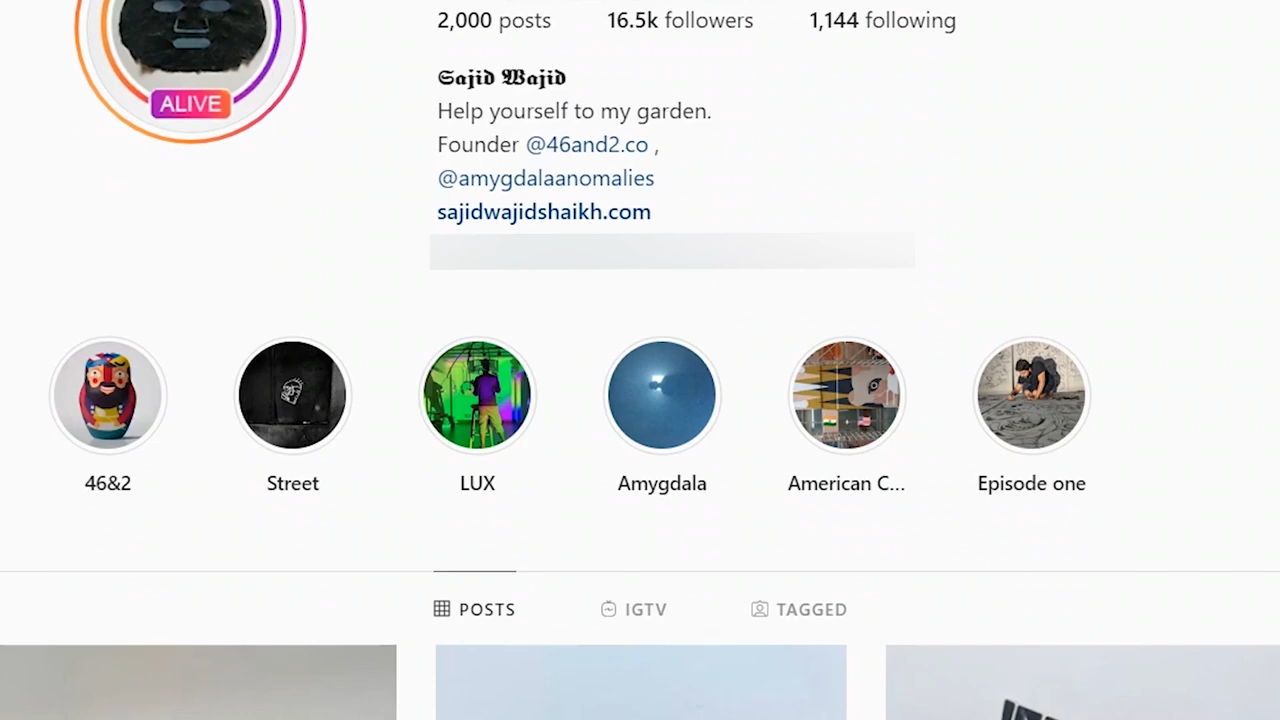 2,000 posts 16.5k followers 1,144 following
𝕾𝖆𝖏𝖎𝖉 𝖂𝖆𝖏𝖎𝖉
Help yourself to my garden.
Founder @46and2.co ,
@amygdalaanomalies
sajidwajidshaikh.com
ALIVE
46&2 Street LUX Amygdala American C... Episode one
POSTS IGTV TAGGED